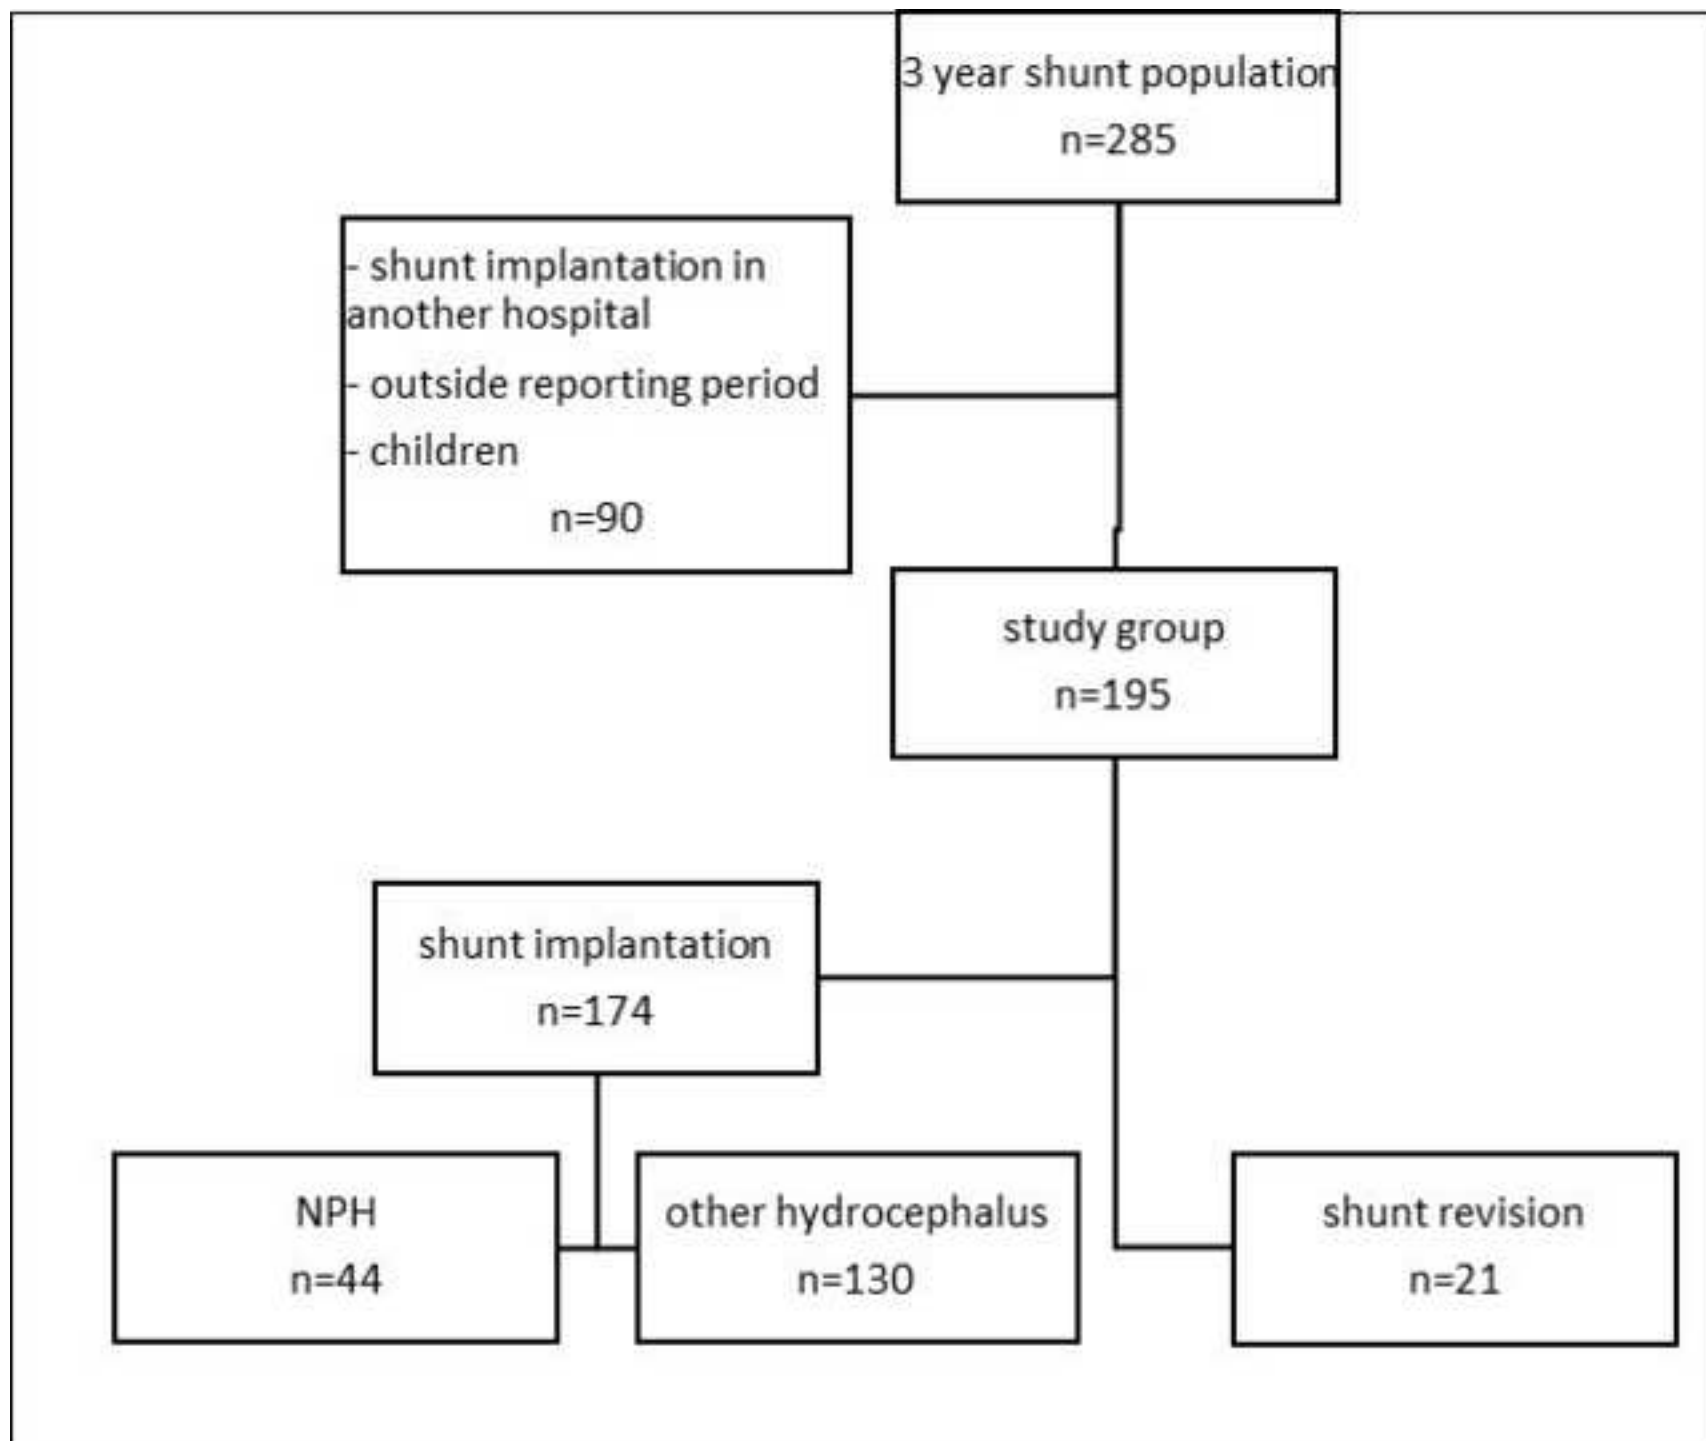 3 year shunt population
n=285
- shunt implantation in
another hospital
- outside reporting period
- children
n=90
study group
n=195
shunt implantation
n=174
NPH
n=44
other hydrocephalus
n=130
shunt revision
n=21